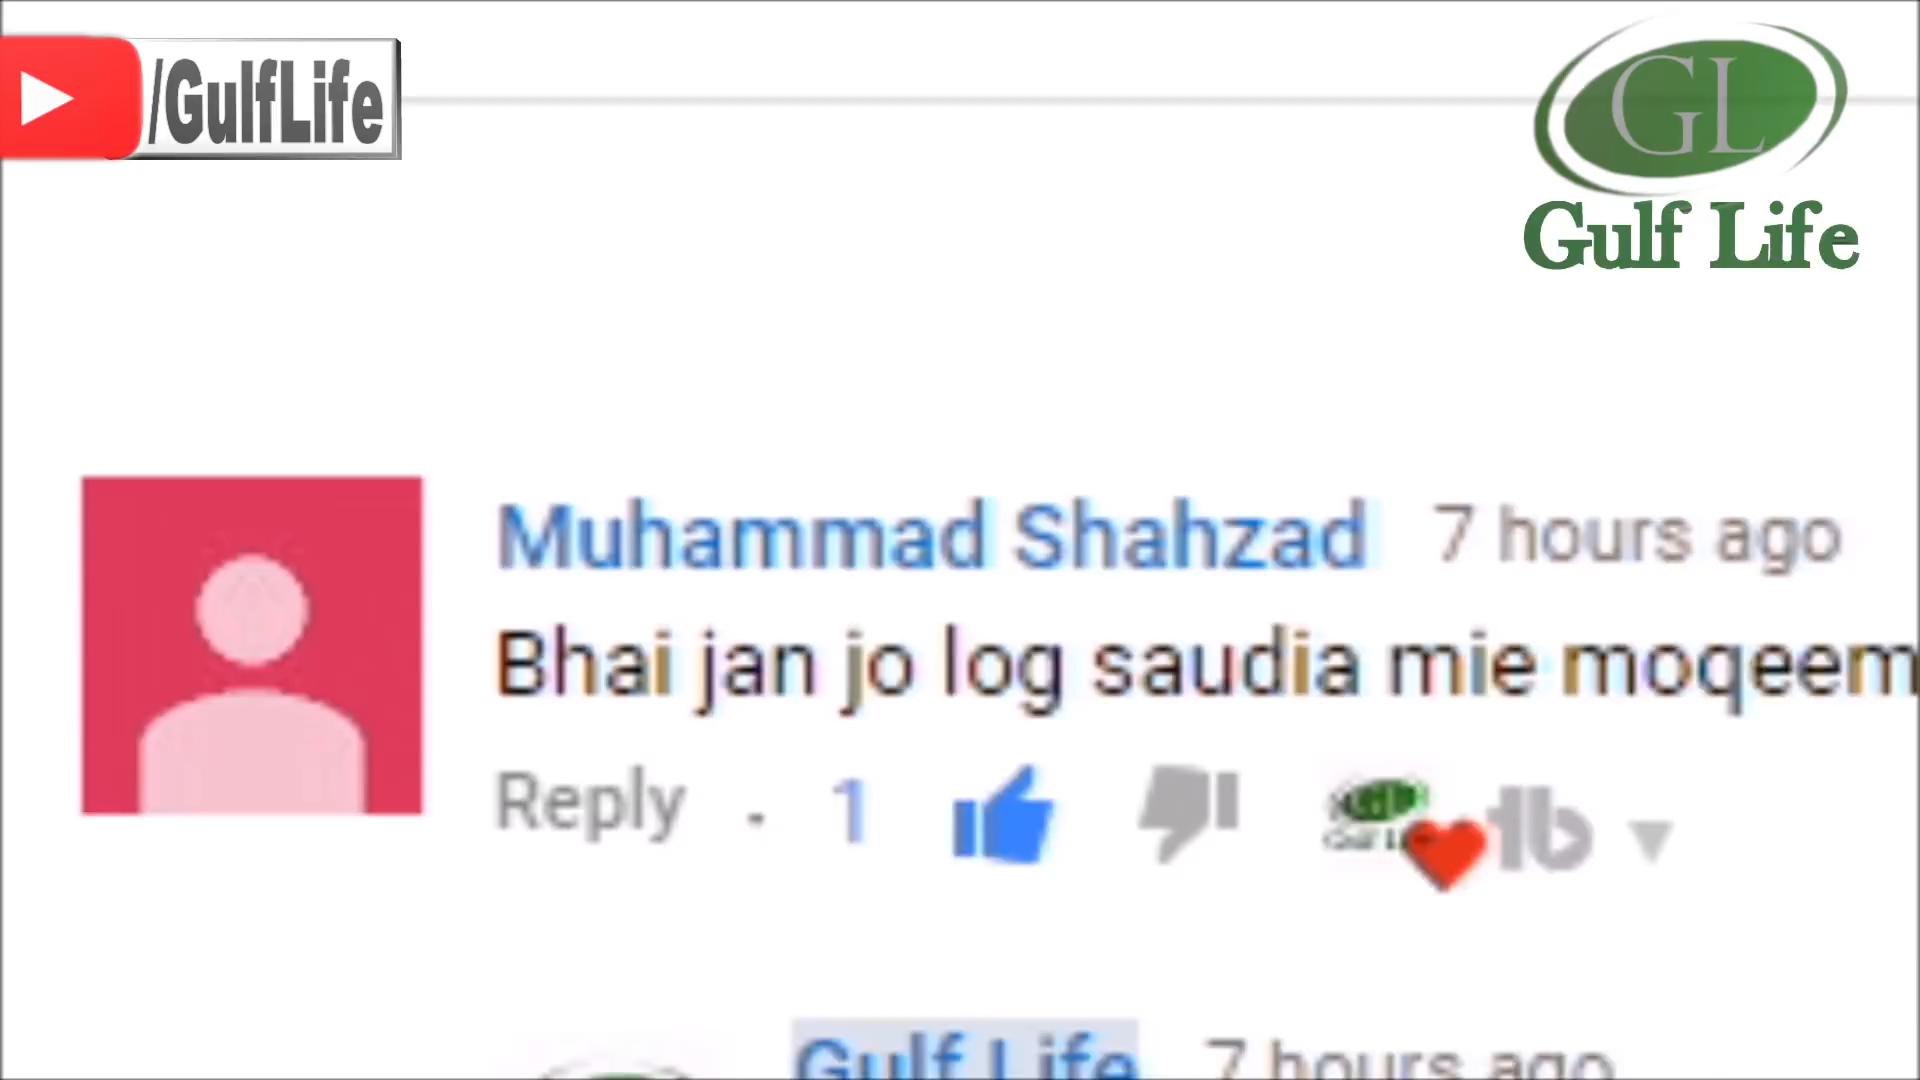 /GulfLife
GL
Gulf Life
Muhammad Shahzad 7 hours ago
Bhai jan jo log saudia mie moqeem
Reply · 1
Gulf Life 7 hours ago